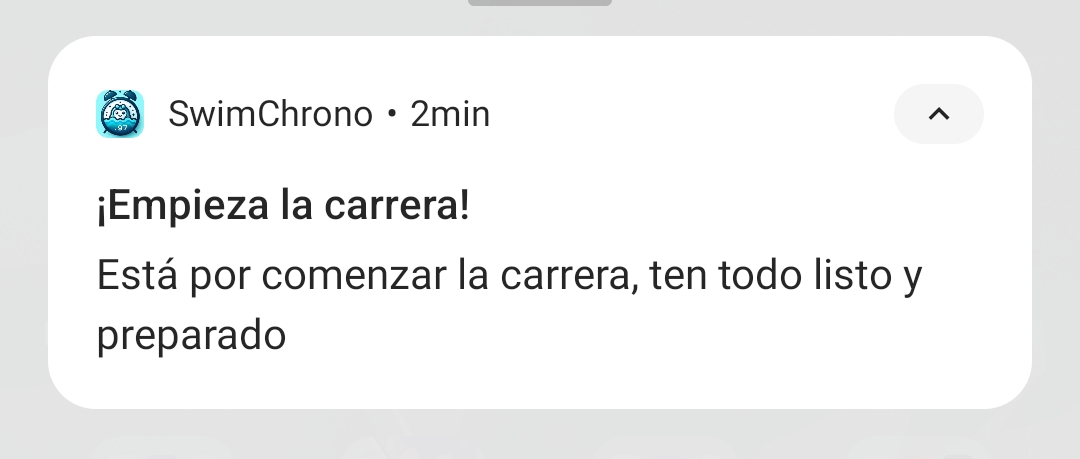 SwimChrono • 2min
¡Empieza la carrera!
Está por comenzar la carrera, ten todo listo y
preparado